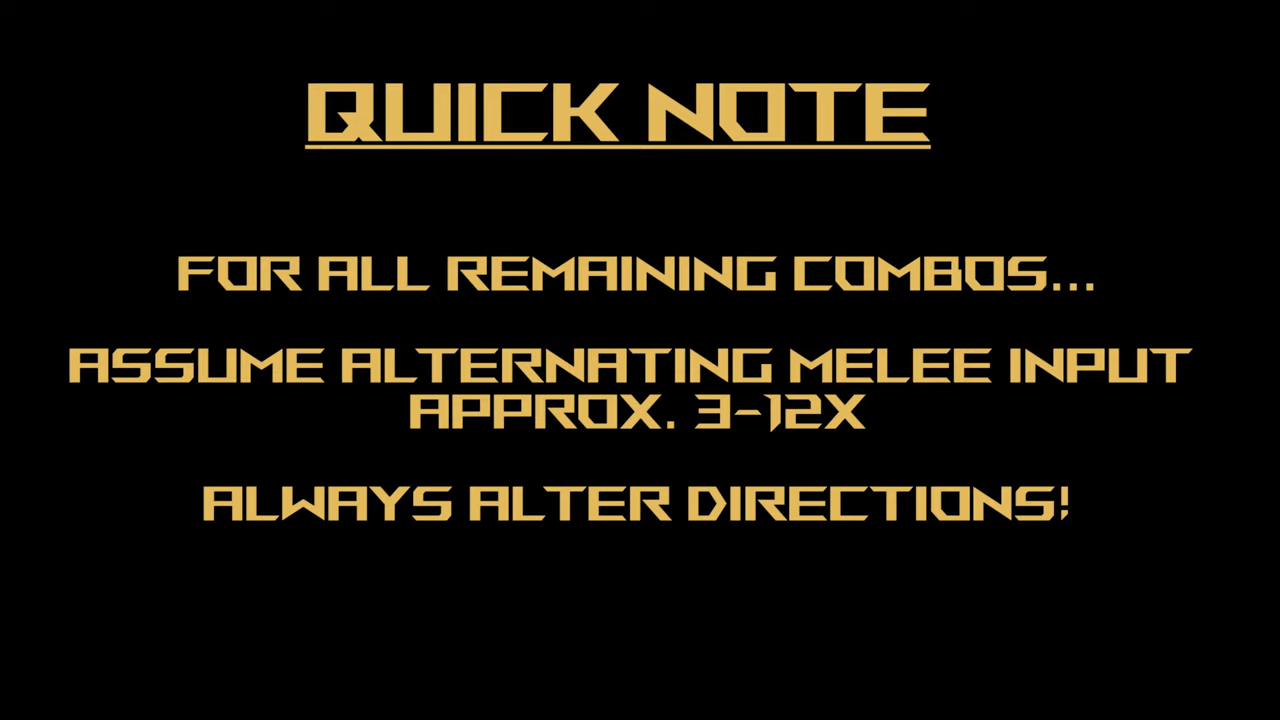 QUICK NOTE
FOR ALL REMAINING COMBOS...
ASSUME ALTERNATING MELEE INPUT
APPROX. 3-12X
ALWAYS ALTER DIRECTIONS!